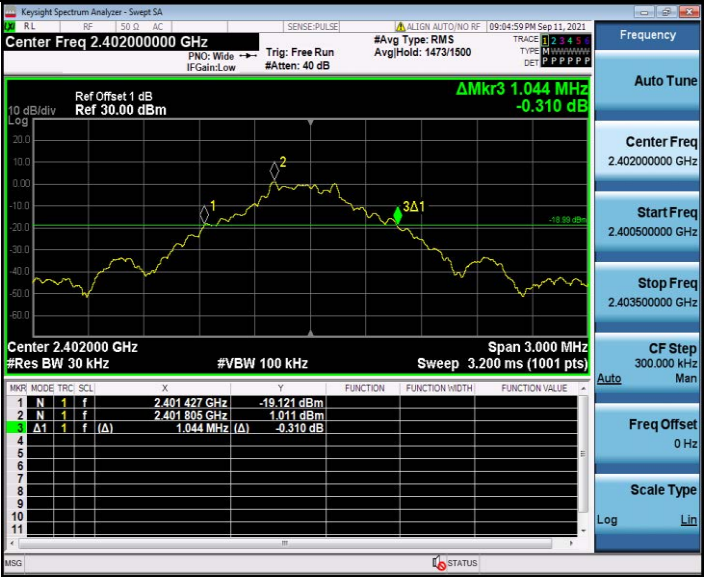 Keysight Spectrum Analyzer - Swept SA
RL RF 50 Ω AC SENSE:PULSE ALIGN AUTO/NO RF 09:04:59 PM Sep 11, 2021
Center Freq 2.402000000 GHz
PNO: Wide
IFGain:Low
Trig: Free Run
#Atten: 40 dB
#Avg Type: RMS
Avg|Hold: 1473/1500
TRACE 1 2 3 4 5 6
TYPE M WWWWW
DET P P P P P P
ΔMkr3 1.044 MHz
-0.310 dB
Ref Offset 1 dB
10 dB/div Ref 30.00 dBm
Log
20.0
10.0
0.00
-10.0
-20.0
-30.0
-40.0
-50.0
-60.0
1
2
3Δ1
-18.99 dBm
Center 2.402000 GHz Span 3.000 MHz
#Res BW 30 kHz #VBW 100 kHz Sweep 3.200 ms (1001 pts)
MKR MODE TRC SCL X Y FUNCTION FUNCTION WIDTH FUNCTION VALUE
1 N 1 f 2.401 427 GHz -19.121 dBm
2 N 1 f 2.401 805 GHz 1.011 dBm
3 Δ1 1 f (Δ) 1.044 MHz (Δ) -0.310 dB
4
5
6
7
8
9
10
11
MSG STATUS
Frequency
Auto Tune
Center Freq
2.402000000 GHz
Start Freq
2.400500000 GHz
Stop Freq
2.403500000 GHz
CF Step
300.000 kHz
Auto Man
Freq Offset
0 Hz
Scale Type
Log Lin